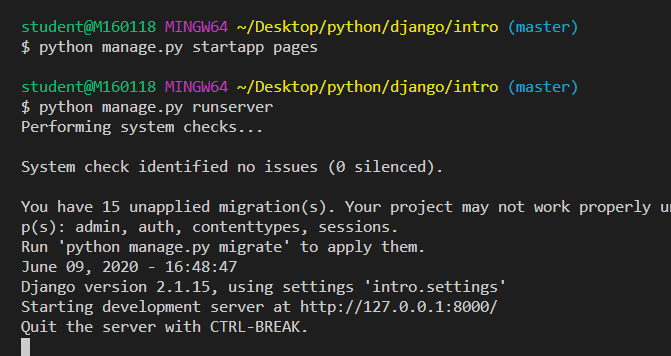 student@M160118 MINGW64 ~/Desktop/python/django/intro (master)
$ python manage.py startapp pages
student@M160118 MINGW64 ~/Desktop/python/django/intro (master)
$ python manage.py runserver
Performing system checks...
System check identified no issues (0 silenced).
You have 15 unapplied migration(s). Your project may not work properly
p(s): admin, auth, contenttypes, sessions.
Run 'python manage.py migrate' to apply them.
June 09, 2020 - 16:48:47
Django version 2.1.15, using settings 'intro.settings'
Starting development server at http://127.0.0.1:8000/
Quit the server with CTRL-BREAK.